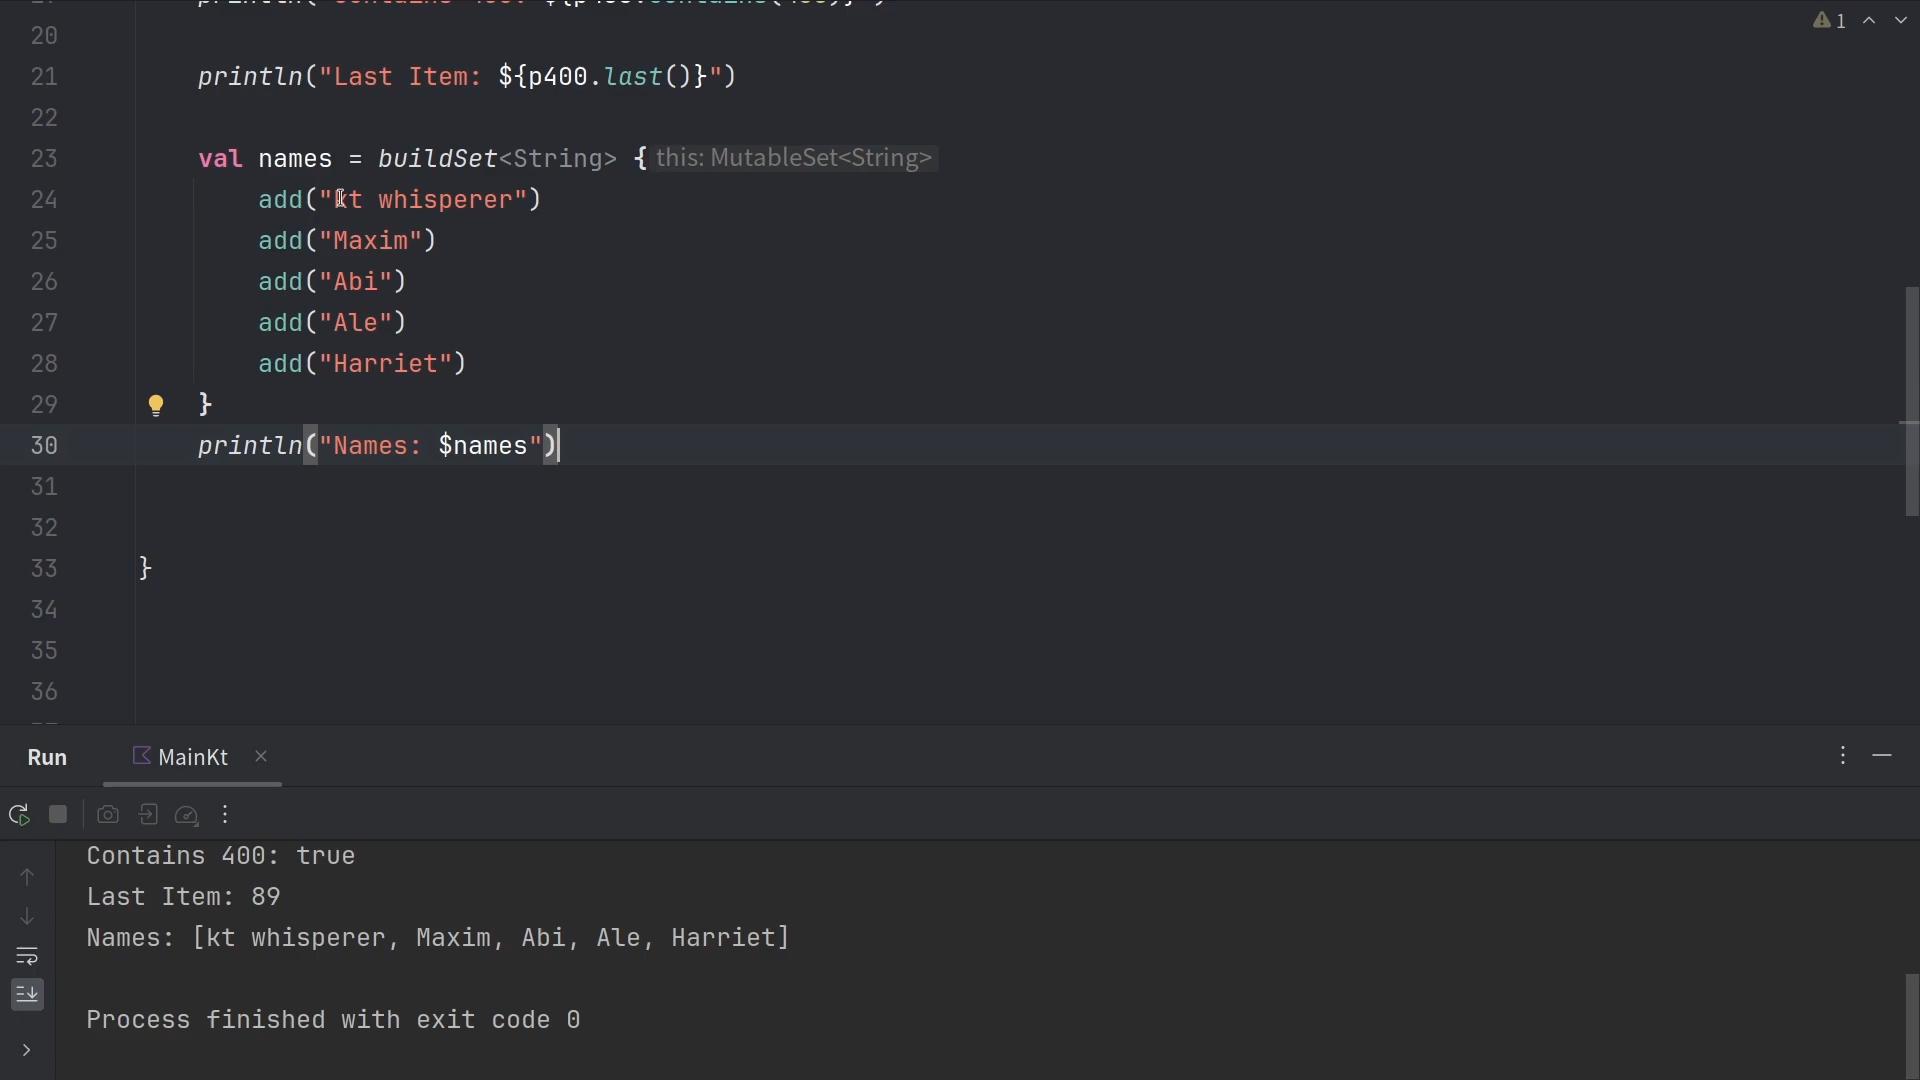 1
20
21 println("Last Item: ${p400.last()}")
22
23 val names = buildSet<String> { this: MutableSet<String>
24 add("kt whisperer")
25 add("Maxim")
26 add("Abi")
27 add("Ale")
28 add("Harriet")
29 }
30 println("Names: $names")
31
32
33 }
34
35
36
Run MainKt
Contains 400: true
Last Item: 89
Names: [kt whisperer, Maxim, Abi, Ale, Harriet]
Process finished with exit code 0